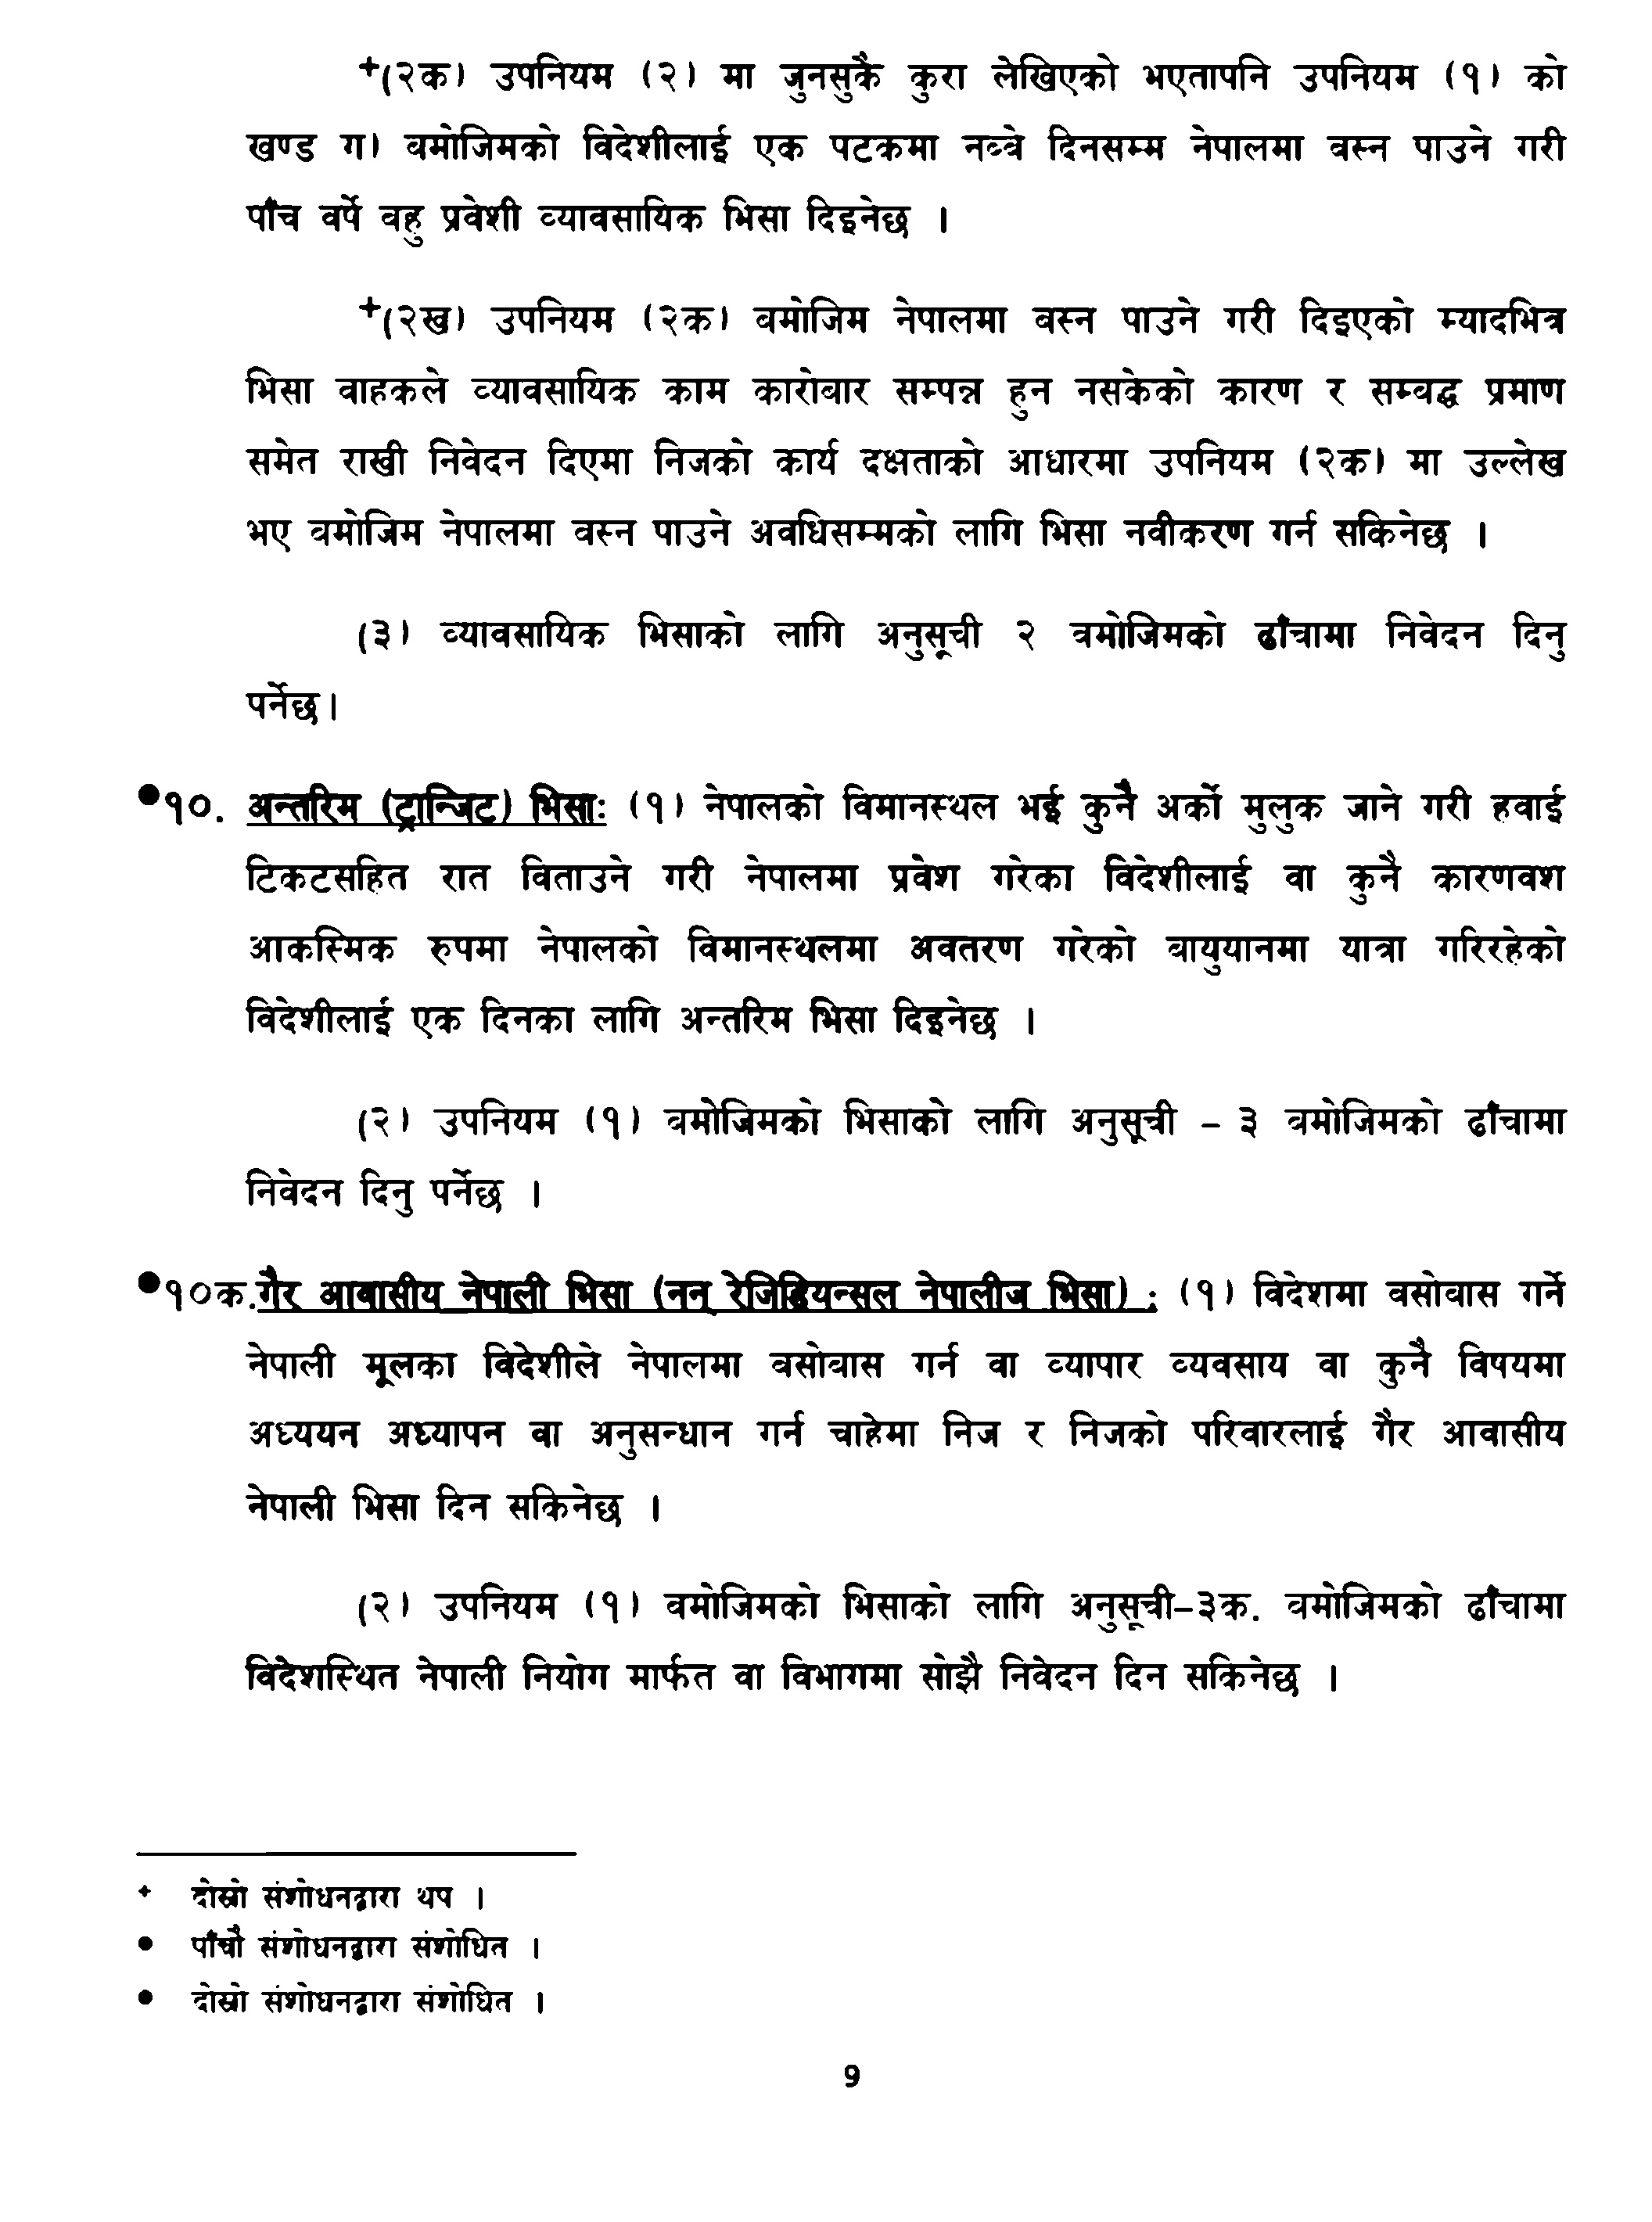 +(२क) उपनियम (२) मा जुनसुकै कुरा लेखिएको भएतापनि उपनियम (१) को
खण्ड ग) बमोजिमको विदेशीलाई एक पटकमा नब्बे दिनसम्म नेपालमा बस्न पाउने गरी
पाँच वर्षे बहु प्रवेशी व्यावसायिक भिसा दिइनेछ ।
+(२ख) उपनियम (२क) बमोजिम नेपालमा बस्न पाउने गरी दिइएको म्यादभित्र
भिसा वाहकले व्यावसायिक काम कारोबार सम्पन्न हुन नसकेको कारण र सम्बद्ध प्रमाण
समेत राखी निवेदन दिएमा निजको कार्य दक्षताको आधारमा उपनियम (२क) मा उल्लेख
भए बमोजिम नेपालमा बस्न पाउने अवधिसम्मको लागि भिसा नवीकरण गर्न सकिनेछ ।
(३) व्यावसायिक भिसाको लागि अनुसूची २ बमोजिमको ढाँचामा निवेदन दिनु
पर्नेछ।
●१०. अन्तरिम (ट्रान्जिट) भिसाः (१) नेपालको विमानस्थल भई कुनै अर्को मुलुक जाने गरी हवाई
टिकटसहित रात विताउने गरी नेपालमा प्रवेश गरेका विदेशीलाई वा कुनै कारणवश
आकस्मिक रुपमा नेपालको विमानस्थलमा अवतरण गरेको वायुयानमा यात्रा गरिरहेको
विदेशीलाई एक दिनका लागि अन्तरिम भिसा दिइनेछ ।
(२) उपनियम (१) बमोजिमको भिसाको लागि अनुसूची – ३ बमोजिमको ढाँचामा
निवेदन दिनु पर्नेछ ।
●१०क.गैर आवासीय नेपाली भिसा (नन् रेजिडियन्सल नेपालीज भिसा) : (१) विदेशमा बसोबास गर्ने
नेपाली मूलका विदेशीले नेपालमा बसोबास गर्न वा व्यापार व्यवसाय वा कुनै विषयमा
अध्ययन अध्यापन वा अनुसन्धान गर्न चाहेमा निज र निजको परिवारलाई गैर आवासीय
नेपाली भिसा दिन सकिनेछ ।
(२) उपनियम (१) बमोजिमको भिसाको लागि अनुसूची–३क. बमोजिमको ढाँचामा
विदेशस्थित नेपाली नियोग मार्फत वा विभागमा सोझै निवेदन दिन सकिनेछ ।
+ दोस्रो संशोधनद्वारा थप ।
● पाँचौ संशोधनद्वारा संशोधित ।
● दोस्रो संशोधनद्वारा संशोधित ।
9